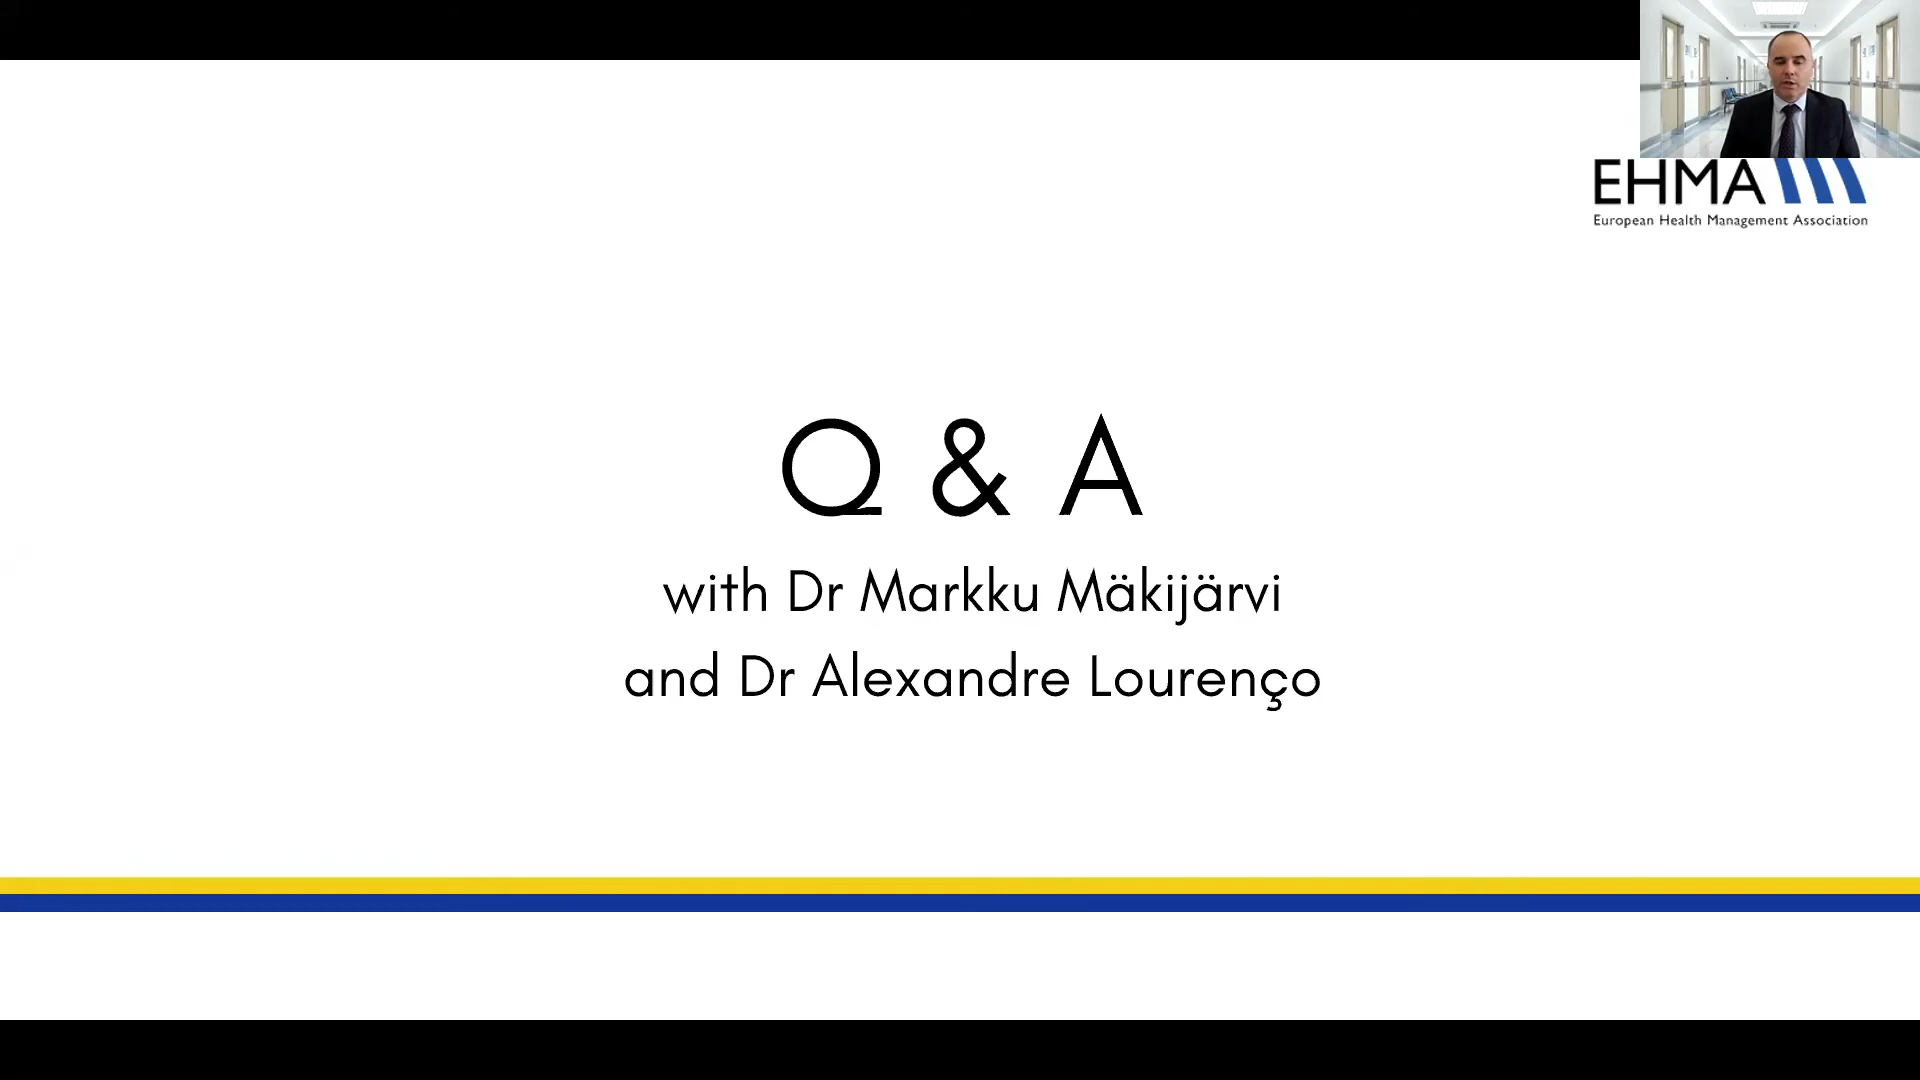 EHMA
European Health Management Association
Q & A
with Dr Markku Mäkijärvi
and Dr Alexandre Lourenço